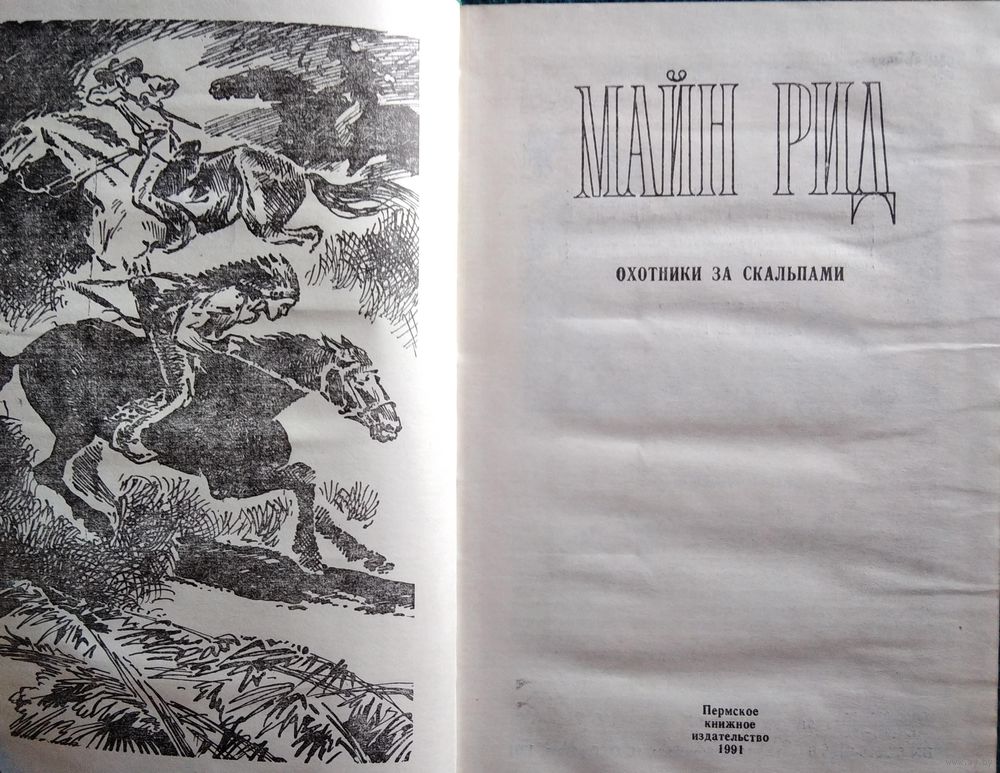 МАЙН РИД
ОХОТНИКИ ЗА СКАЛЬПАМИ
Пермское
книжное
издательство
1991